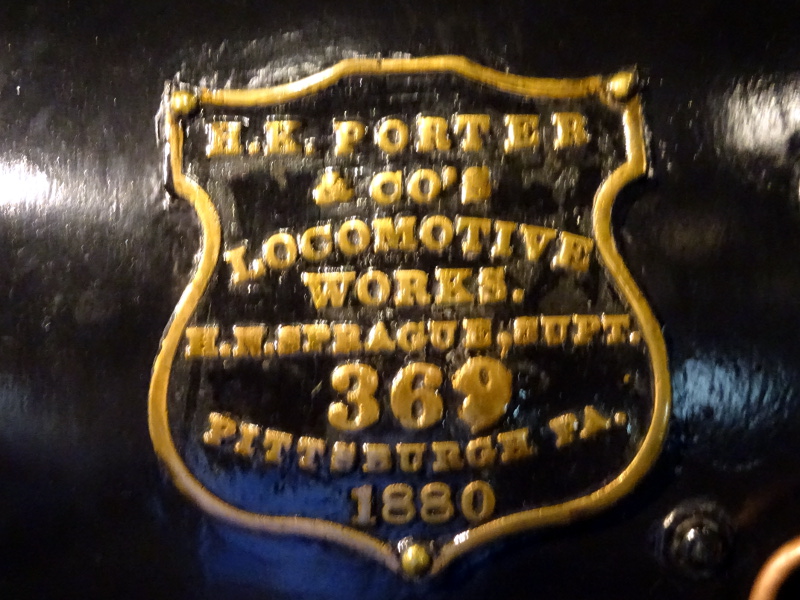 H.K. PORTER
& CO'S
LOCOMOTIVE
WORKS.
H.N. SPRAGUE, SUPT.
369
PITTSBURGH PA.
1880